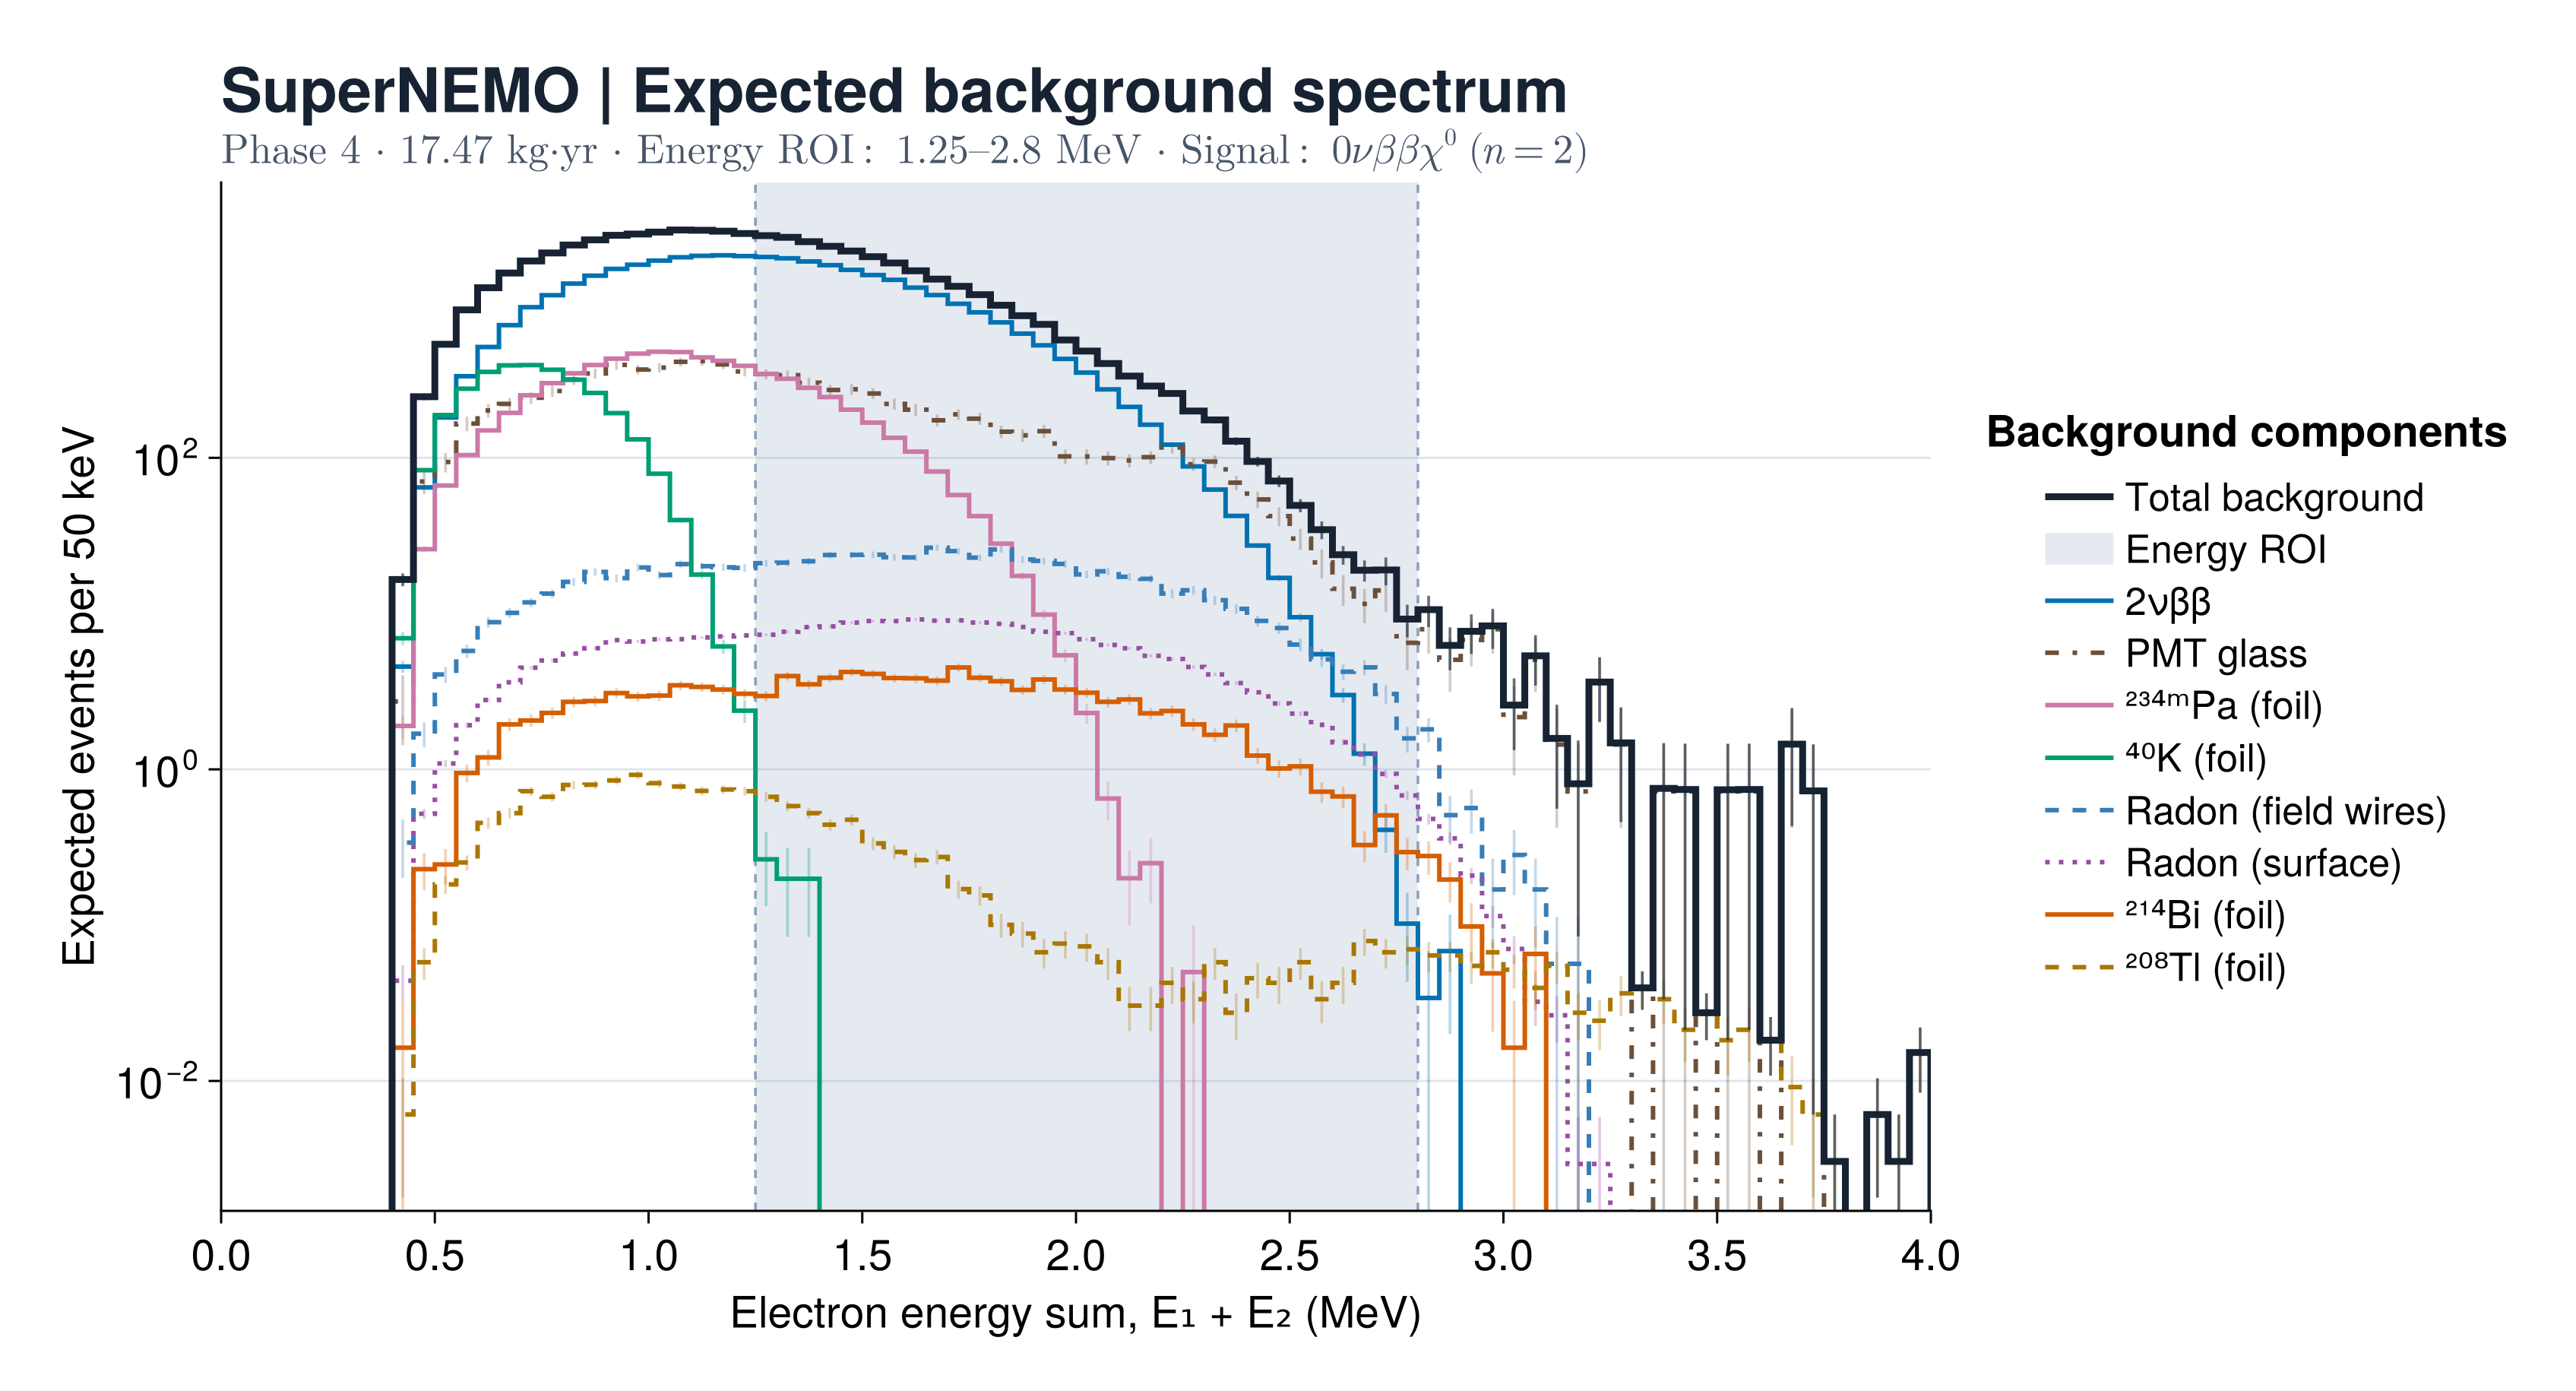 SuperNEMO | Expected background spectrum
Phase 4 · 17.47 kg·yr · Energy ROI: 1.25–2.8 MeV · Signal: 0νββχ⁰ (n = 2)
Expected events per 50 keV
10²
10⁰
10⁻²
0.0 0.5 1.0 1.5 2.0 2.5 3.0 3.5 4.0
Electron energy sum, E₁ + E₂ (MeV)
Background components
Total background
Energy ROI
2νββ
PMT glass
²³⁴ᵐPa (foil)
⁴⁰K (foil)
Radon (field wires)
Radon (surface)
²¹⁴Bi (foil)
²⁰⁸Tl (foil)